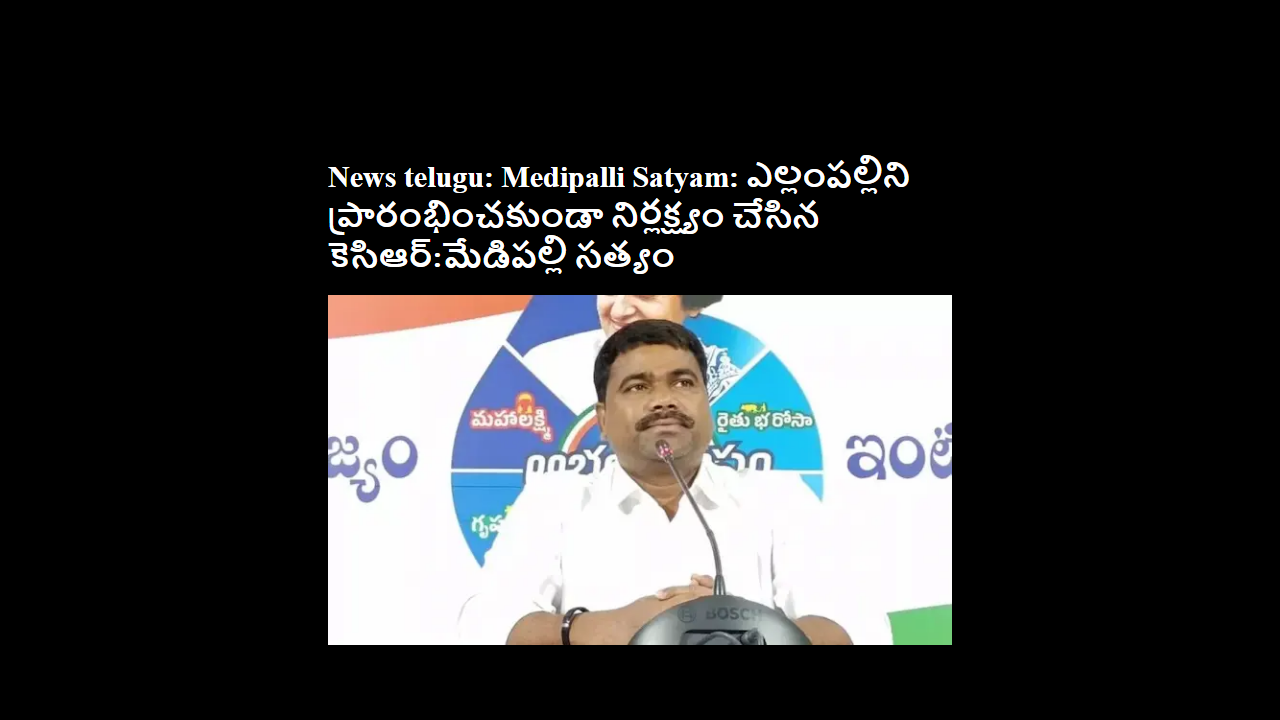 News telugu: Medipalli Satyam: ఎల్లంపల్లిని
ప్రారంభించకుండా నిర్లక్ష్యం చేసిన
కెసిఆర్:మేడిపల్లి సత్యం
మహాలక్ష్మి
రైతు భరోసా
జ్యం
ఇంటి
గృహ
BOSCH